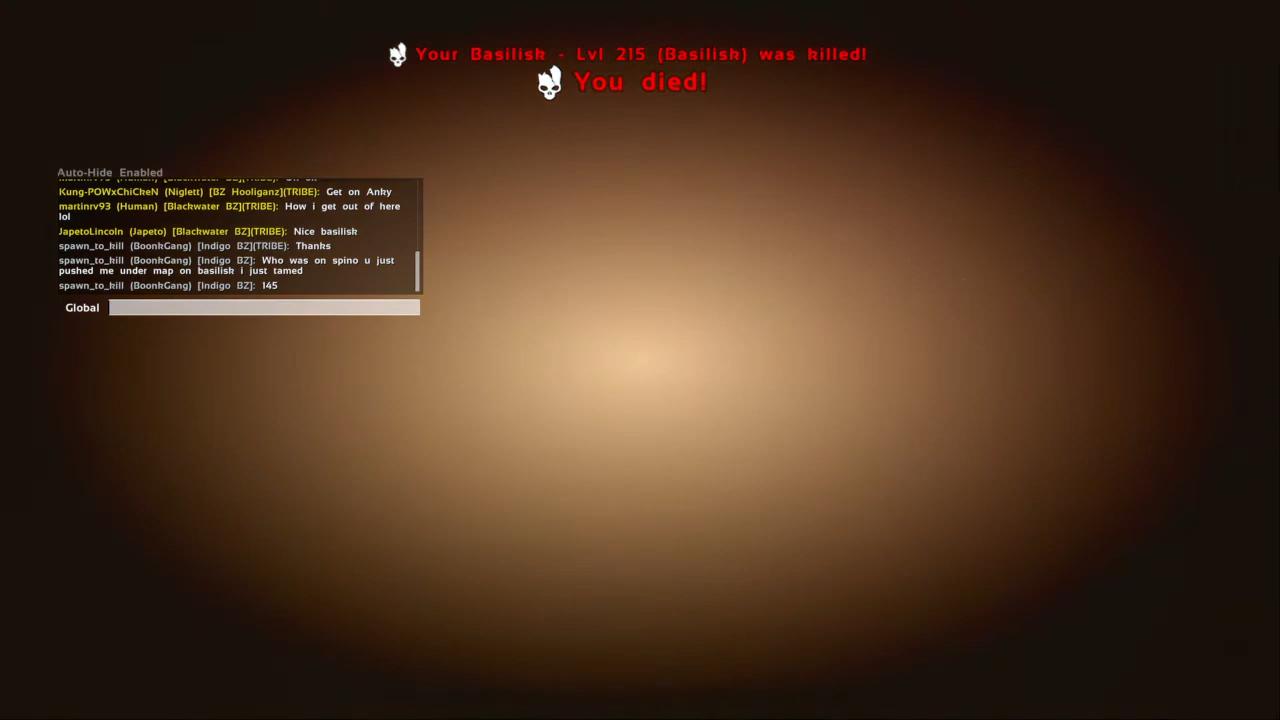 Your Basilisk - Lvl 215 (Basilisk) was killed!
You died!
Auto-Hide Enabled
Kung-POWxChiCkeN (Niglett) [BZ Hooliganz](TRIBE): Get on Anky
martinrv93 (Human) [Blackwater BZ](TRIBE): How i get out of here
lol
JapetoLincoln (Japeto) [Blackwater BZ](TRIBE): Nice basilisk
spawn_to_kill (BoonkGang) [Indigo BZ](TRIBE): Thanks
spawn_to_kill (BoonkGang) [Indigo BZ]: Who was on spino u just
pushed me under map on basilisk i just tamed
spawn_to_kill (BoonkGang) [Indigo BZ]: 145
Global